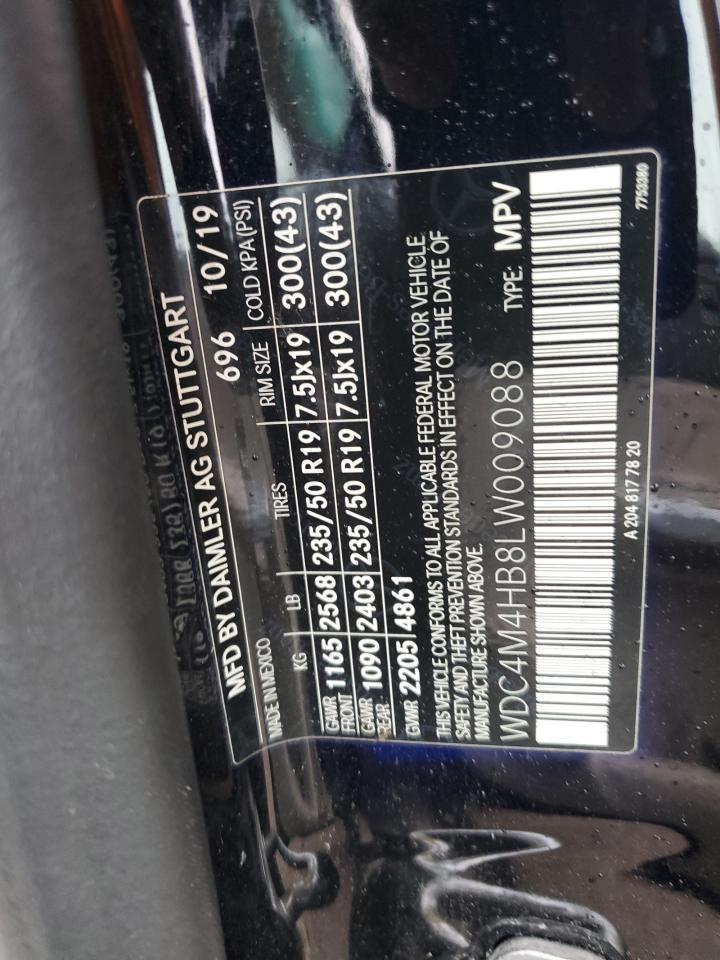 MFD BY DAIMLER AG STUTTGART
MADE IN MEXICO 696 10/19
KG LB TIRES RIM SIZE COLD KPA(PSI)
GAWR FRONT 1165 2568 235/50 R19 7.5Jx19 300(43)
GAWR REAR 1090 2403 235/50 R19 7.5Jx19 300(43)
GVWR 2205 4861
THIS VEHICLE CONFORMS TO ALL APPLICABLE FEDERAL MOTOR VEHICLE
SAFETY AND THEFT PREVENTION STANDARDS IN EFFECT ON THE DATE OF
MANUFACTURE SHOWN ABOVE.
WDC4M4HB8LW009088 TYPE: MPV
A 204 817 78 20
7753380